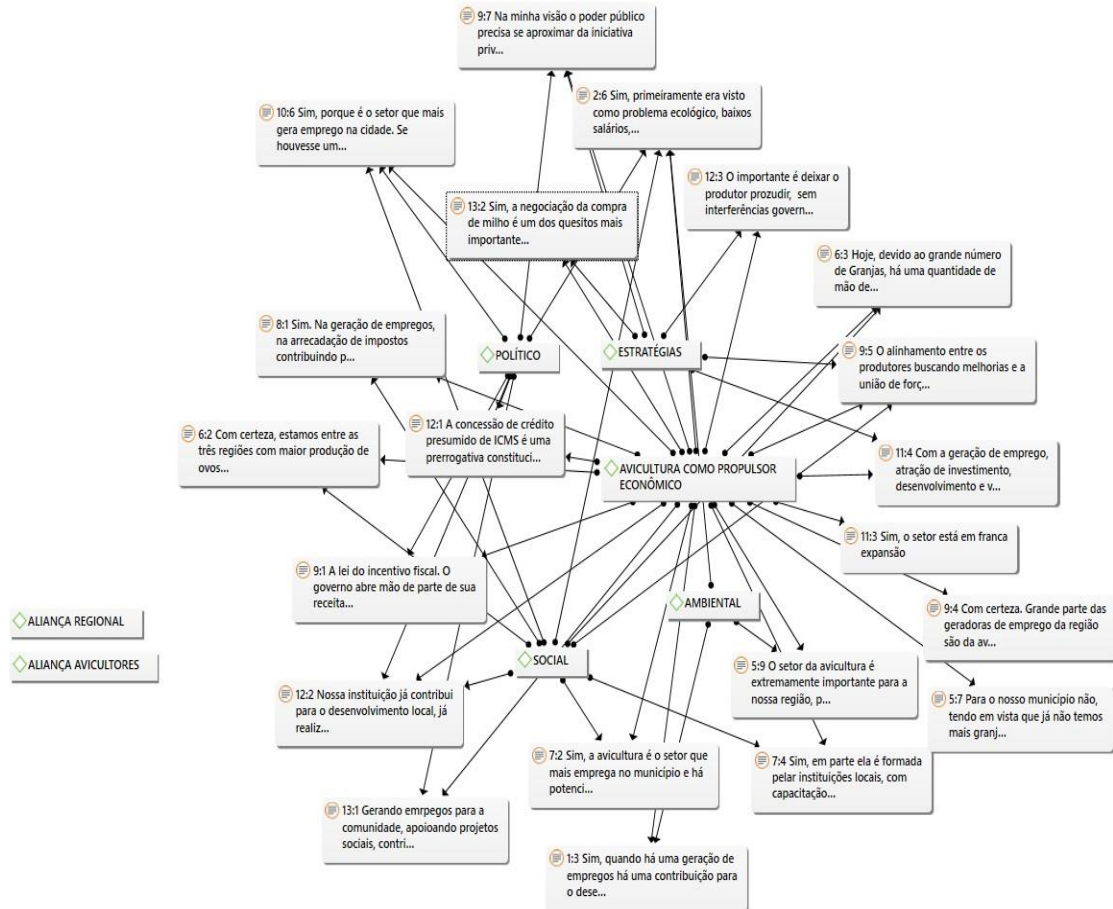 9:7 Na minha visão o poder público
precisa se aproximar da iniciativa
priv...
2:6 Sim, primeiramente era visto
como problema ecológico, baixos
salários,...
10:6 Sim, porque é o setor que mais
gera emprego na cidade. Se
houvesse um...
12:3 O importante é deixar o
produtor prozudir, sem
interferências govern...
13:2 Sim, a negociação da compra
de milho é um dos quesitos mais
importante...
6:3 Hoje, devido ao grande número
de Granjas, há uma quantidade de
mão de...
8:1 Sim. Na geração de empregos,
na arrecadação de impostos
contribuindo p...
POLÍTICO
ESTRATÉGIAS
9:5 O alinhamento entre os
produtores buscando melhorias e a
união de forç...
6:2 Com certeza, estamos entre as
três regiões com maior produção de
ovos...
12:1 A concessão de crédito
presumido de ICMS é uma
prerrogativa constituci...
AVICULTURA COMO PROPULSOR
ECONÔMICO
11:4 Com a geração de emprego,
atração de investimento,
desenvolvimento e v...
11:3 Sim, o setor está em franca
expansão
9:1 A lei do incentivo fiscal. O
governo abre mão de parte de sua
receita...
AMBIENTAL
9:4 Com certeza. Grande parte das
geradoras de emprego da região
são da av...
ALIANÇA REGIONAL
ALIANÇA AVICULTORES
SOCIAL
5:9 O setor da avicultura é
extremamente importante para a
nossa região, p...
12:2 Nossa instituição já contribui
para o desenvolvimento local, já
realiz...
5:7 Para o nosso município não,
tendo em vista que já não temos
mais granj...
7:2 Sim, a avicultura é o setor que
mais emprega no município e há
potenci...
7:4 Sim, em parte ela é formada
pelar instituições locais, com
capacitação...
13:1 Gerando emrpegos para a
comunidade, apoioando projetos
sociais, contri...
1:3 Sim, quando há uma geração de
empregos há uma contribuição para
o dese...